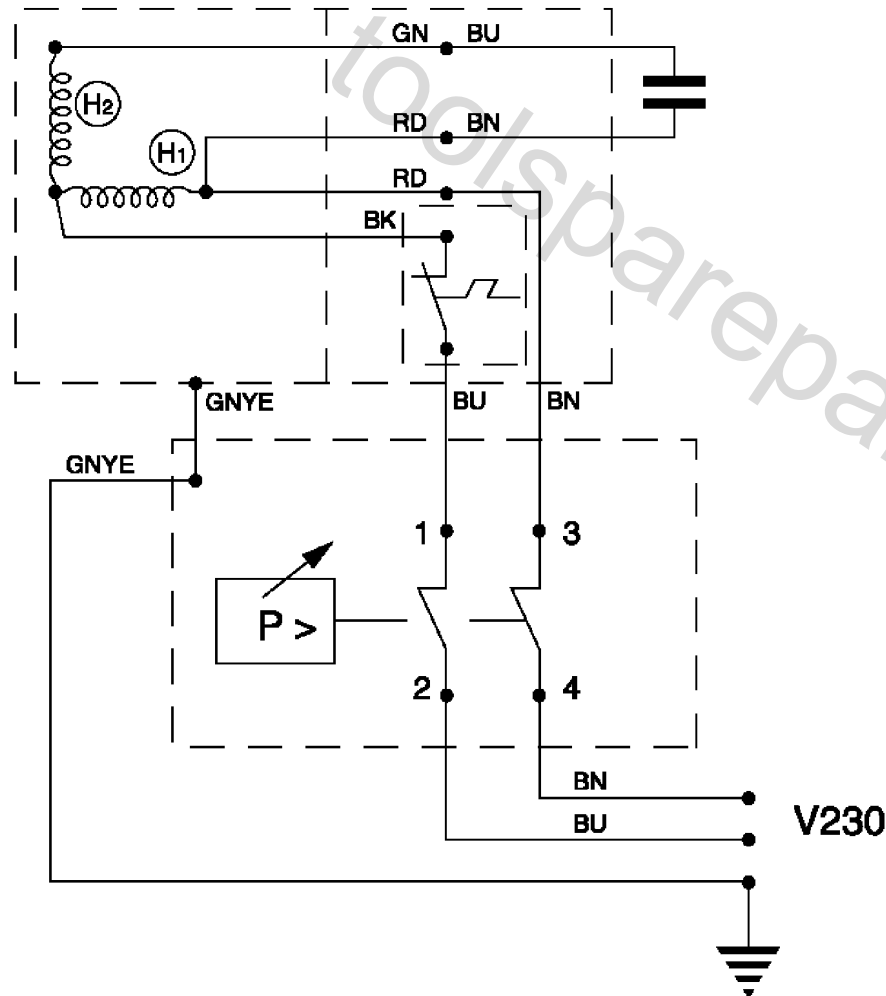 GN BU
H2
RD BN
H1
RD
BK
BU BN
GNYE
GNYE
1 3
P >
2 4
BN
V230
BU
toolsparepa